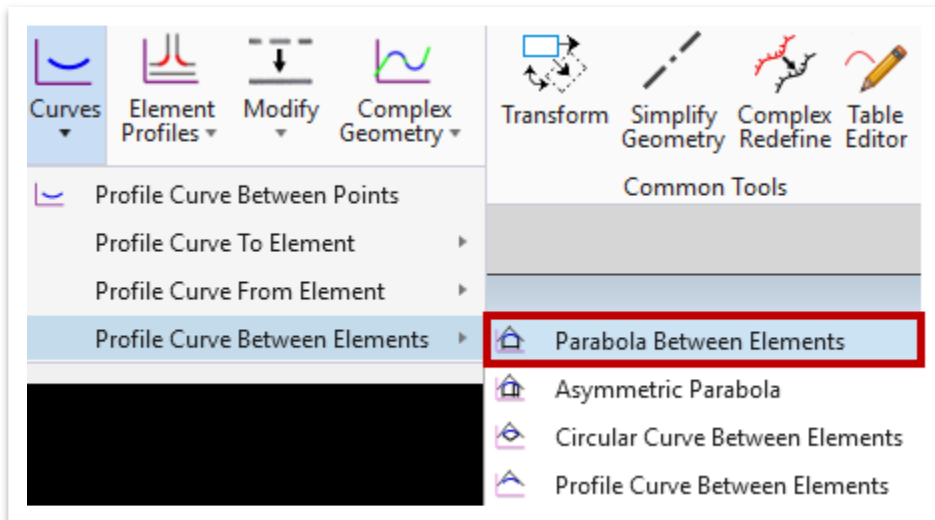 Curves
Element
Profiles
Modify
Complex
Geometry
Transform
Simplify
Geometry
Complex
Redefine
Table
Editor
Common Tools
Profile Curve Between Points
Profile Curve To Element
Profile Curve From Element
Profile Curve Between Elements
Parabola Between Elements
Asymmetric Parabola
Circular Curve Between Elements
Profile Curve Between Elements